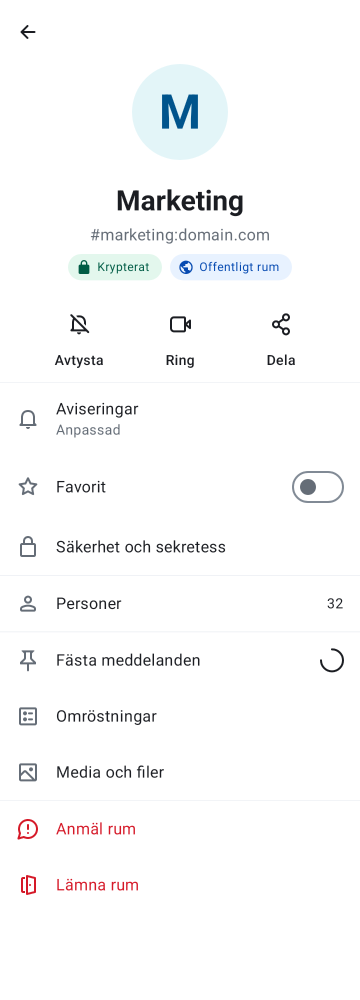 M
Marketing
#marketing:domain.com
Krypterat
Offentligt rum
Avtysta
Ring
Dela
Aviseringar
Anpassad
Favorit
Säkerhet och sekretess
Personer
32
Fästa meddelanden
Omröstningar
Media och filer
Anmäl rum
Lämna rum